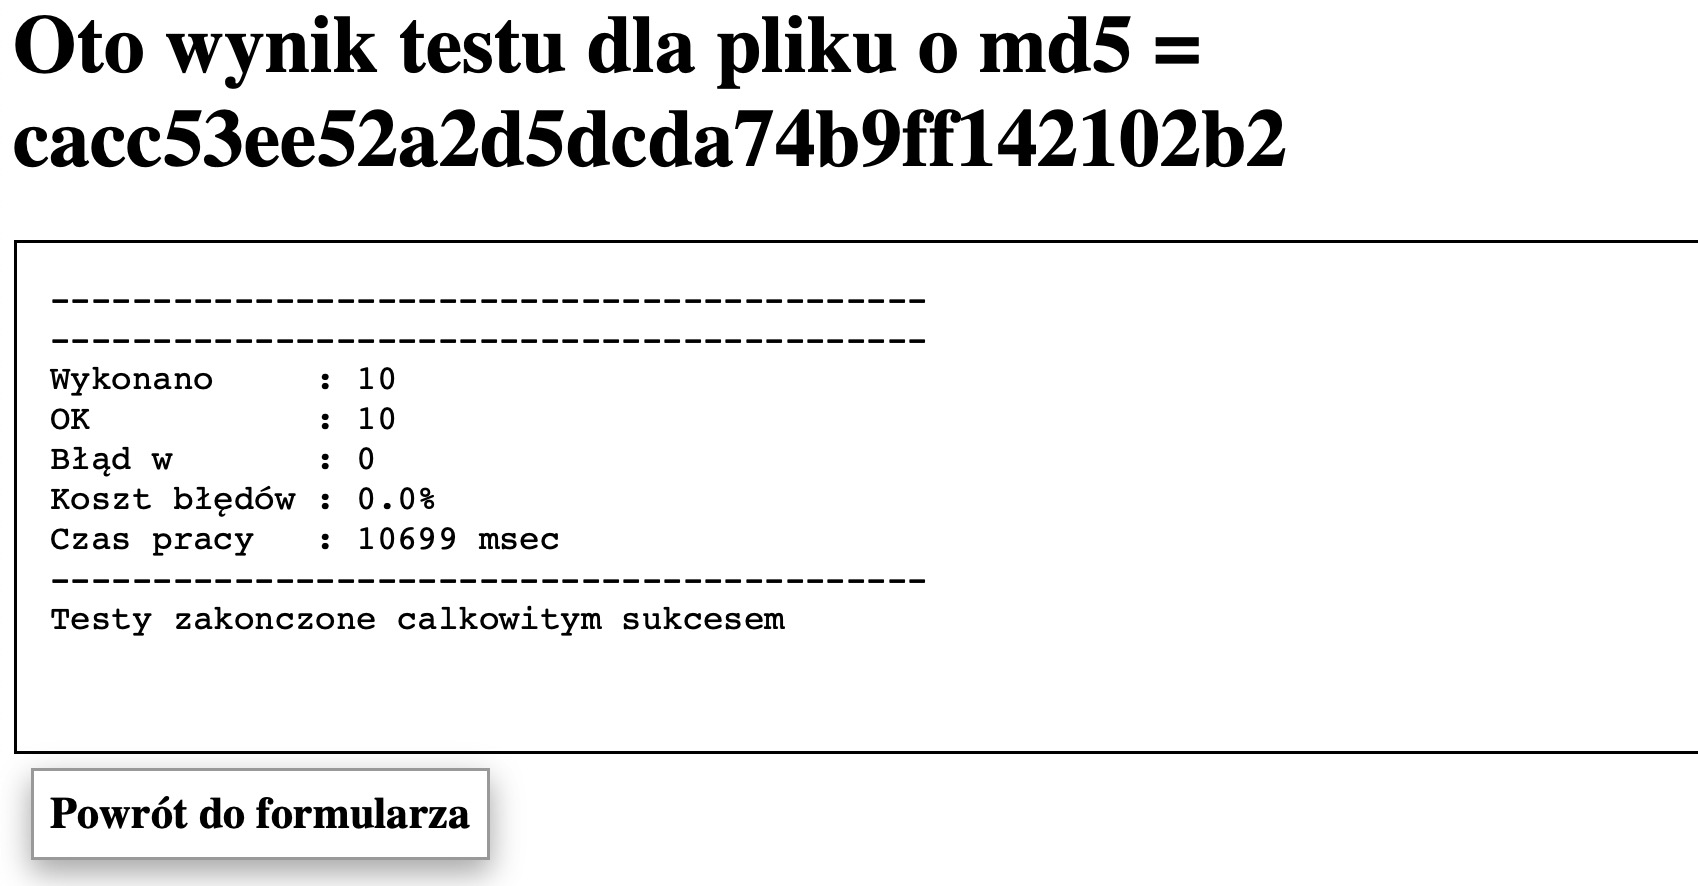 Oto wynik testu dla pliku o md5 =
cacc53ee52a2d5dcda74b9ff142102b2
-------------------------------------------
-------------------------------------------
Wykonano     : 10
OK           : 10
Błąd w       : 0
Koszt błędów : 0.0%
Czas pracy   : 10699 msec
-------------------------------------------
Testy zakonczone calkowitym sukcesem
Powrót do formularza